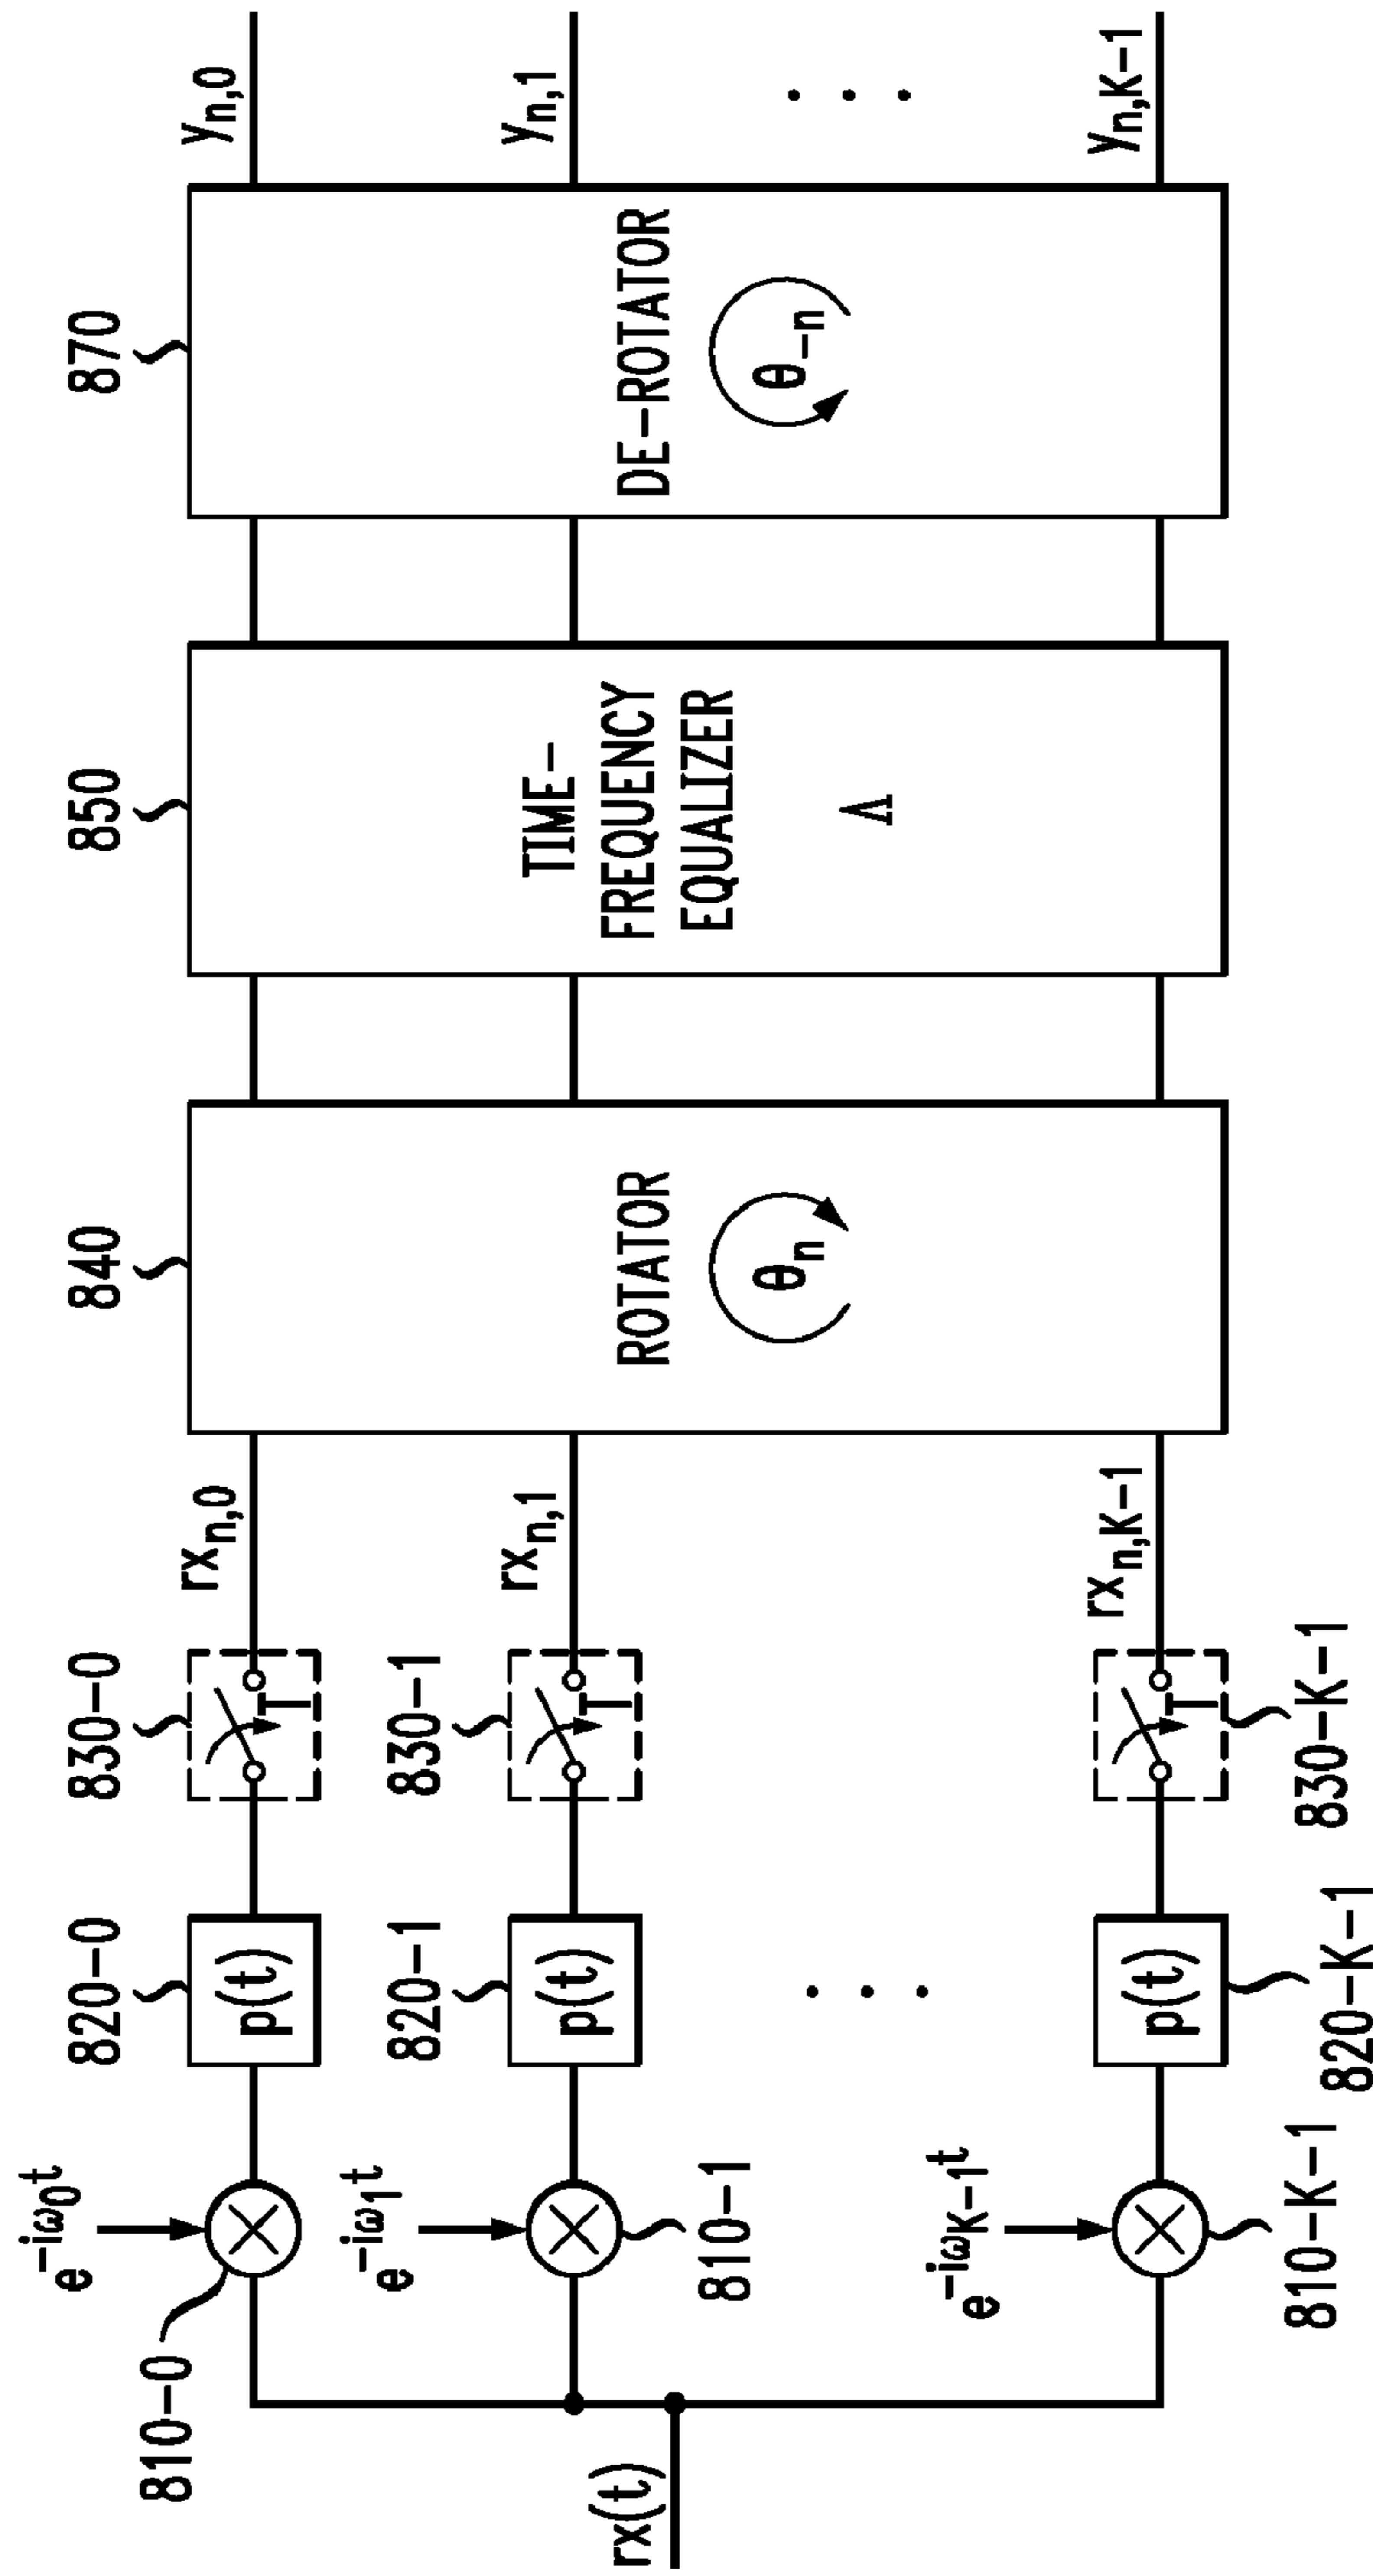 rx(t)
810-0
e^{-iω_0t}
e^{-iω_1t}
810-1
e^{-iω_{K-1}t}
810-K-1
820-0
p(t)
820-1
p(t)
p(t)
820-K-1
830-0
T
830-1
T
T
830-K-1
rx_{n,0}
rx_{n,1}
rx_{n,K-1}
840
ROTATOR
θ_n
850
TIME-
FREQUENCY
EQUALIZER
Λ
870
DE-ROTATOR
θ_{-n}
y_{n,0}
y_{n,1}
y_{n,K-1}